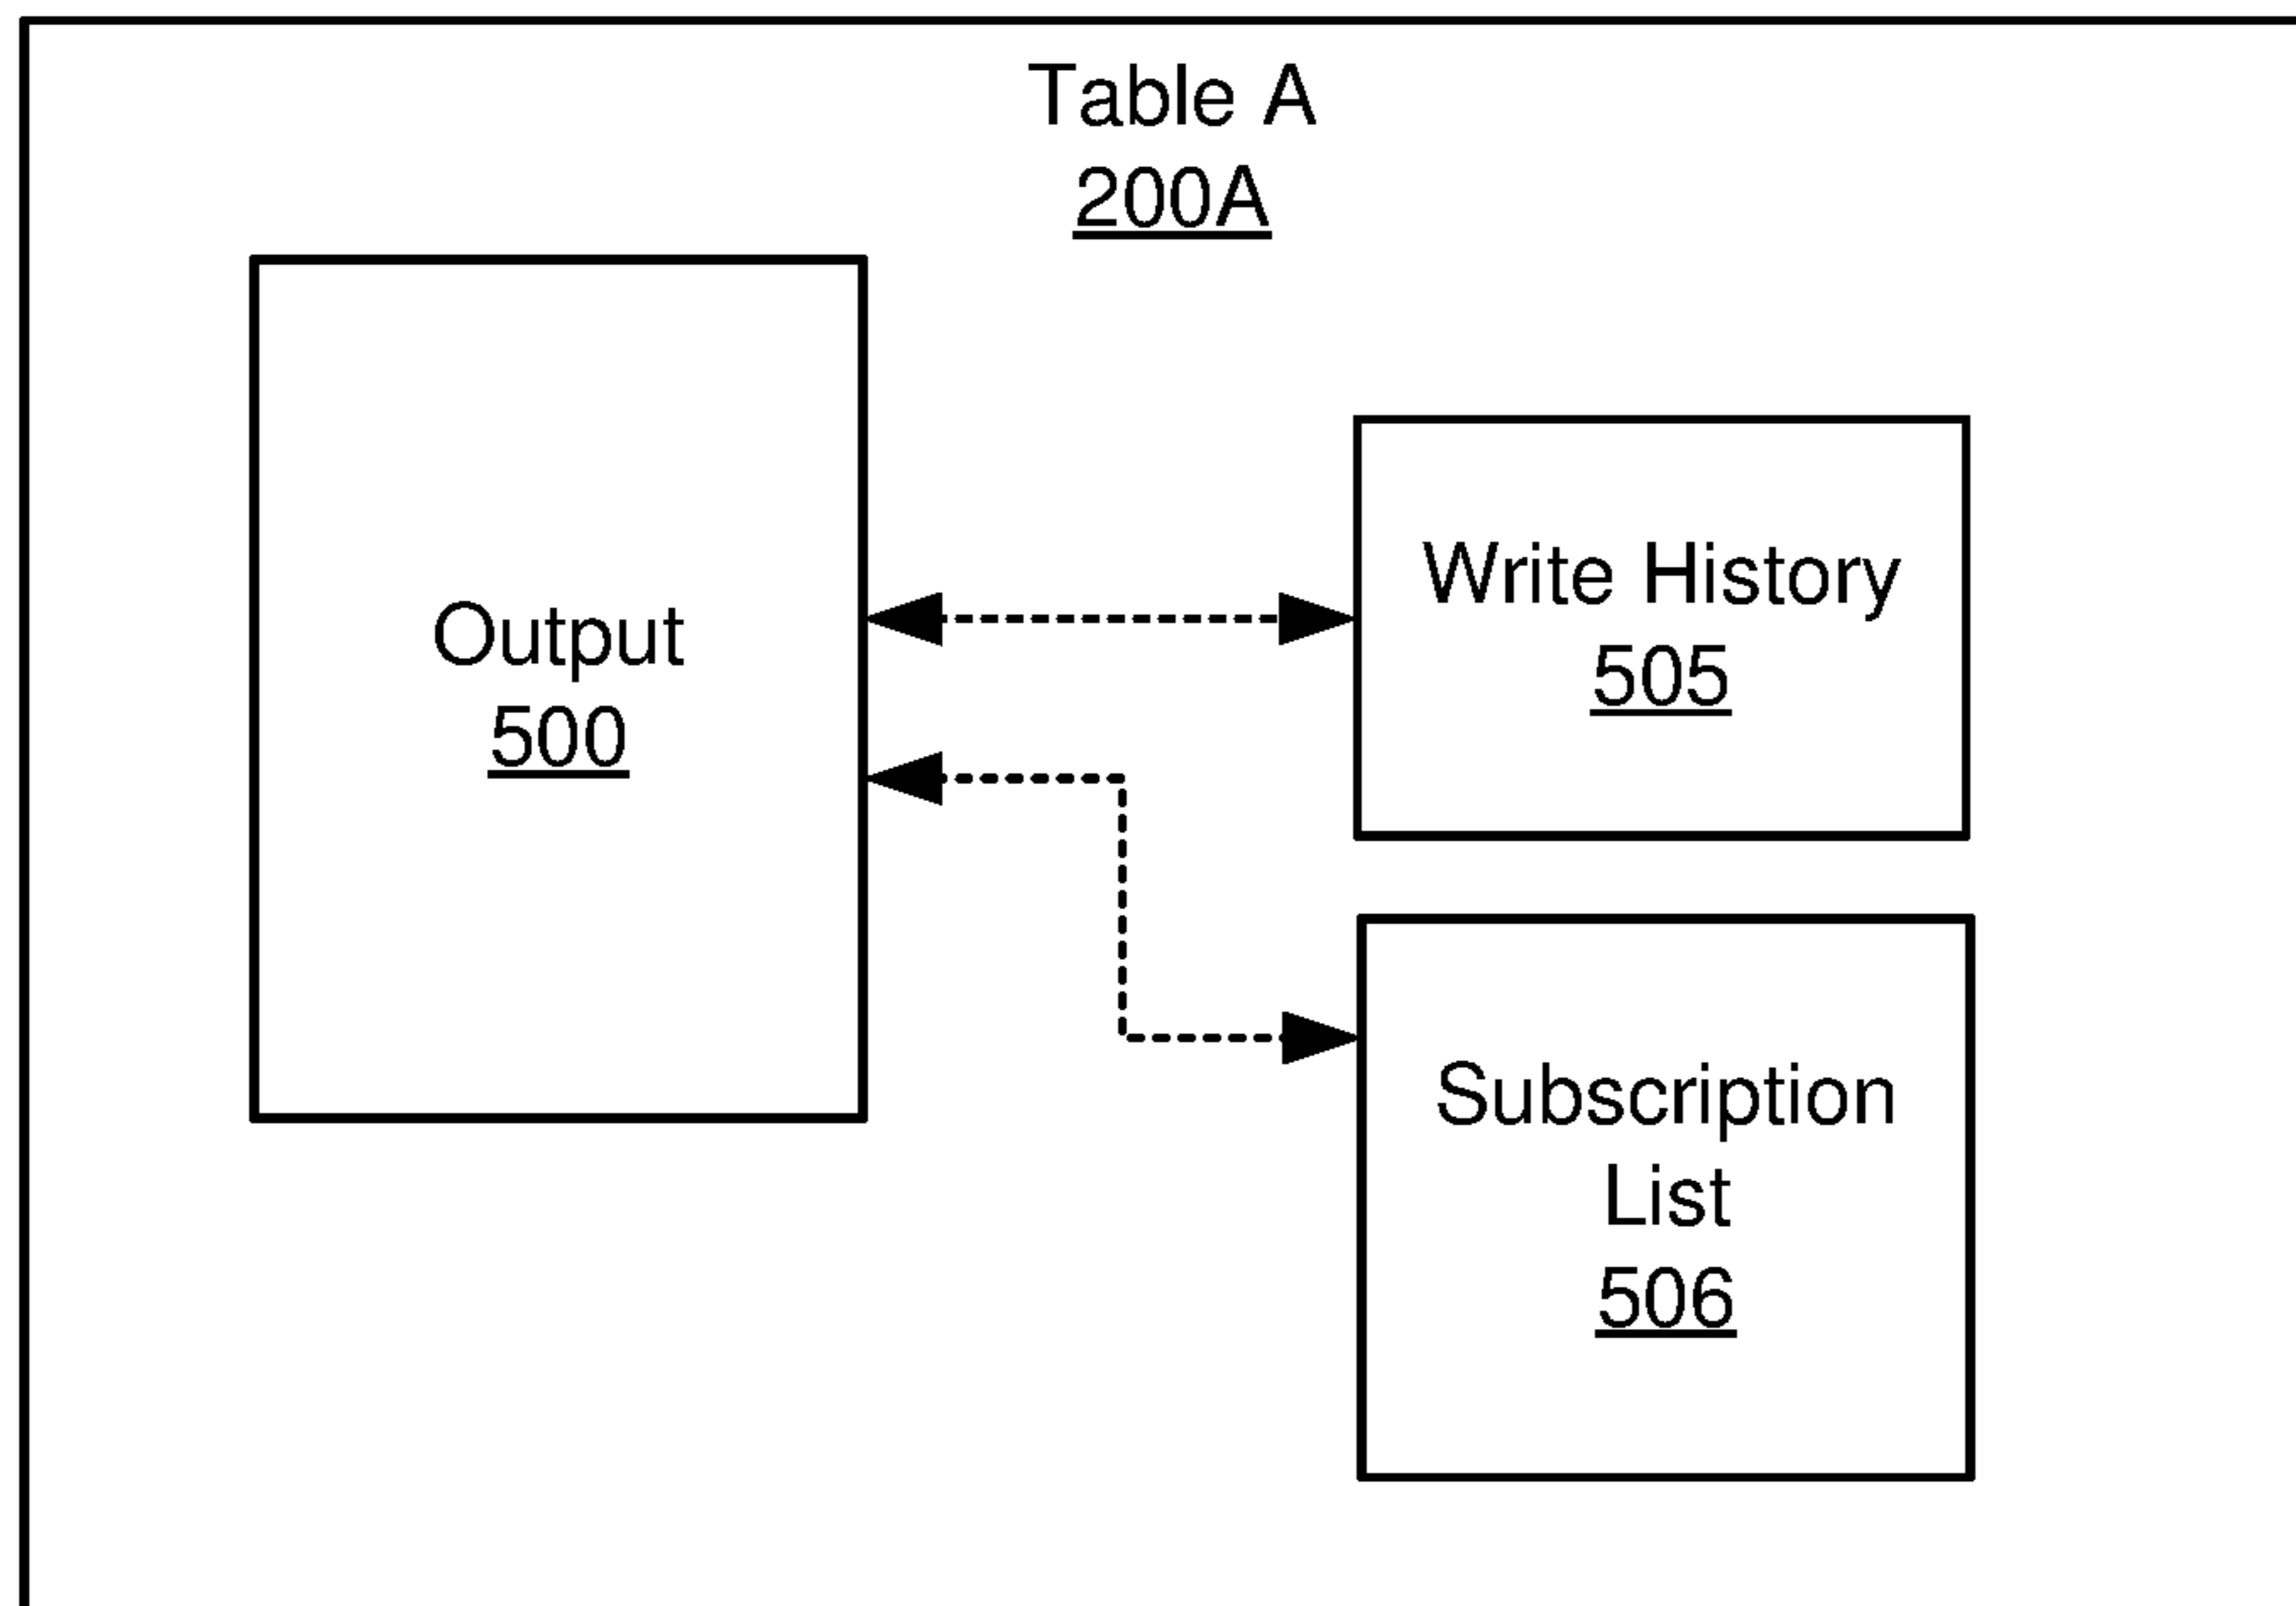 Table A
200A
Output
500
Write History
505
Subscription
List
506